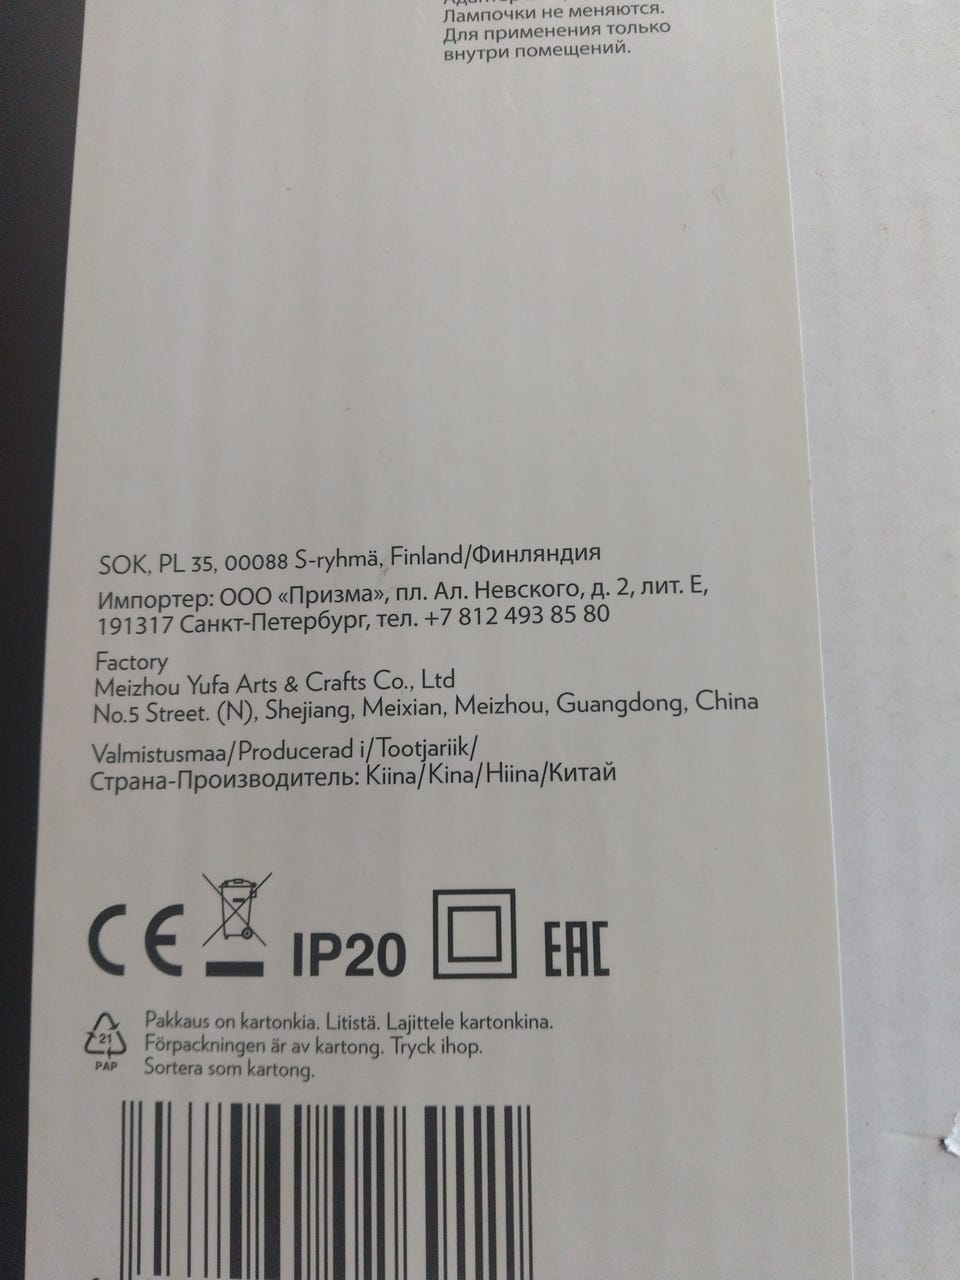 Лампочки не меняются.
Для применения только
внутри помещений.
SOK, PL 35, 00088 S-ryhmä, Finland/Финляндия
Импортер: ООО «Призма», пл. Ал. Невского, д. 2, лит. Е,
191317 Санкт-Петербург, тел. +7 812 493 85 80
Factory
Meizhou Yufa Arts & Crafts Co., Ltd
No.5 Street. (N), Shejiang, Meixian, Meizhou, Guangdong, China
Valmistusmaa/Producerad i/Tootjariik/
Страна-Производитель: Kiina/Kina/Hiina/Китай
CE IP20 EAC
21
PAP
Pakkaus on kartonkia. Litistä. Lajittele kartonkina.
Förpackningen är av kartong. Tryck ihop.
Sortera som kartong.